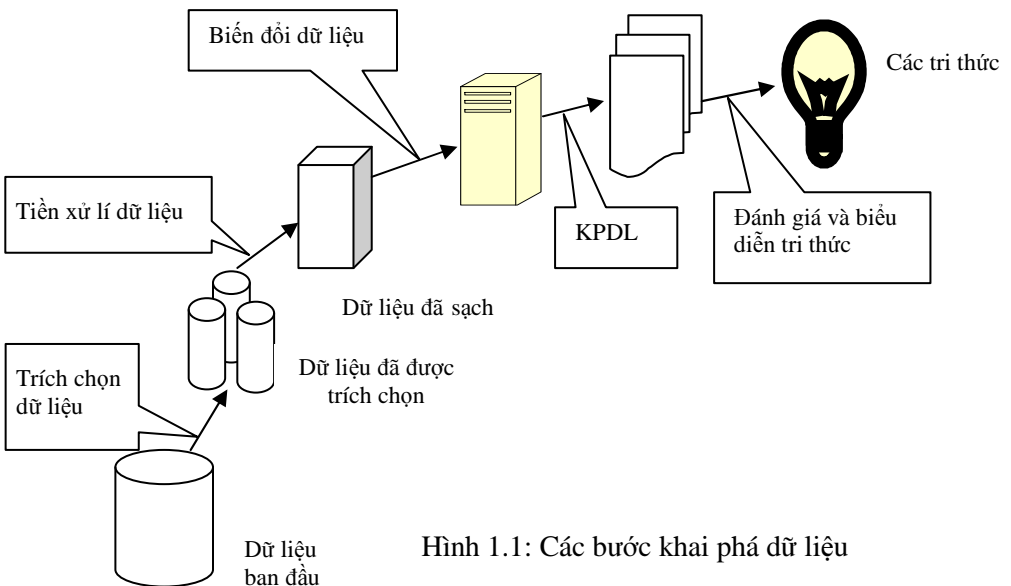 Biến đổi dữ liệu
Các tri thức
Tiền xử lí dữ liệu
KPDL
Đánh giá và biểu
diễn tri thức
Dữ liệu đã sạch
Trích chọn
dữ liệu
Dữ liệu đã được
trích chọn
Dữ liệu
ban đầu
Hình 1.1: Các bước khai phá dữ liệu